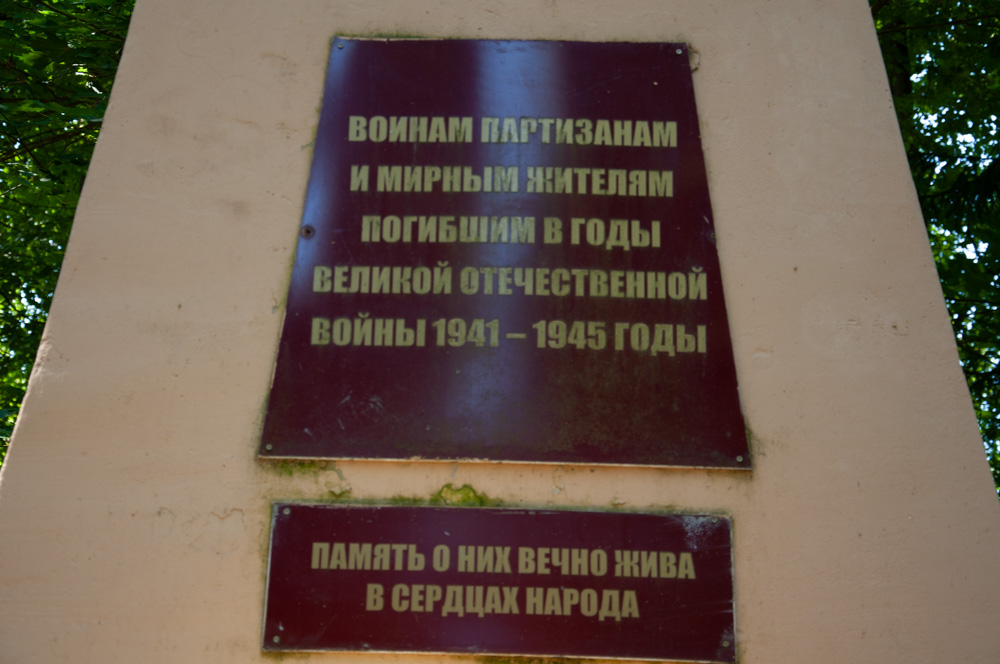 ВОИНАМ ПАРТИЗАНАМ
И МИРНЫМ ЖИТЕЛЯМ
ПОГИБШИМ В ГОДЫ
ВЕЛИКОЙ ОТЕЧЕСТВЕННОЙ
ВОЙНЫ 1941 – 1945 ГОДЫ
ПАМЯТЬ О НИХ ВЕЧНО ЖИВА
В СЕРДЦАХ НАРОДА